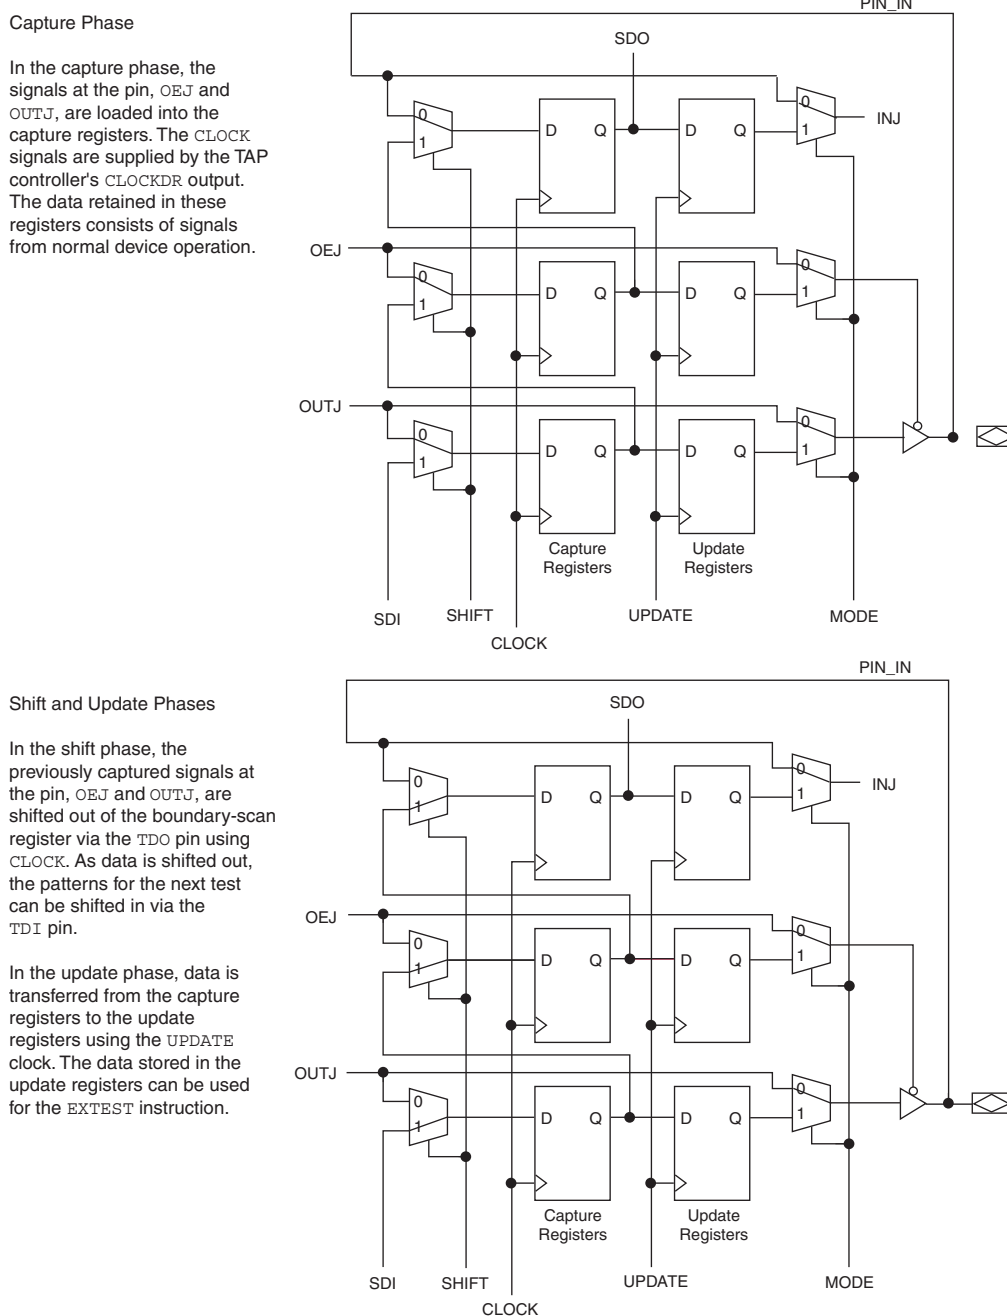 Capture Phase
In the capture phase, the
signals at the pin, OEJ and
OUTJ, are loaded into the
capture registers. The CLOCK
signals are supplied by the TAP
controller's CLOCKDR output.
The data retained in these
registers consists of signals
from normal device operation.
PIN_IN
SDO
0
1
D Q
D Q
0
1
INJ
OEJ
0
1
D Q
D Q
0
1
OUTJ
0
1
D Q
D Q
0
1
Capture
Registers
Update
Registers
SDI
SHIFT
CLOCK
UPDATE
MODE
Shift and Update Phases
In the shift phase, the
previously captured signals at
the pin, OEJ and OUTJ, are
shifted out of the boundary-scan
register via the TDO pin using
CLOCK. As data is shifted out,
the patterns for the next test
can be shifted in via the
TDI pin.
In the update phase, data is
transferred from the capture
registers to the update
registers using the UPDATE
clock. The data stored in the
update registers can be used
for the EXTEST instruction.
PIN_IN
SDO
0
1
D Q
D Q
0
1
INJ
OEJ
0
1
D Q
D Q
0
1
OUTJ
0
1
D Q
D Q
0
1
Capture
Registers
Update
Registers
SDI
SHIFT
CLOCK
UPDATE
MODE